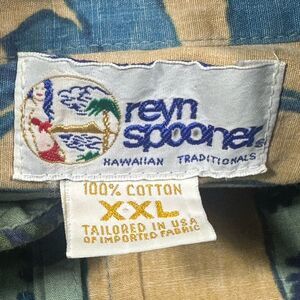 reyn
spooner
HAWAIIAN TRADITIONALS
100% COTTON
XXL
TAILORED IN USA
OF IMPORTED FABRIC